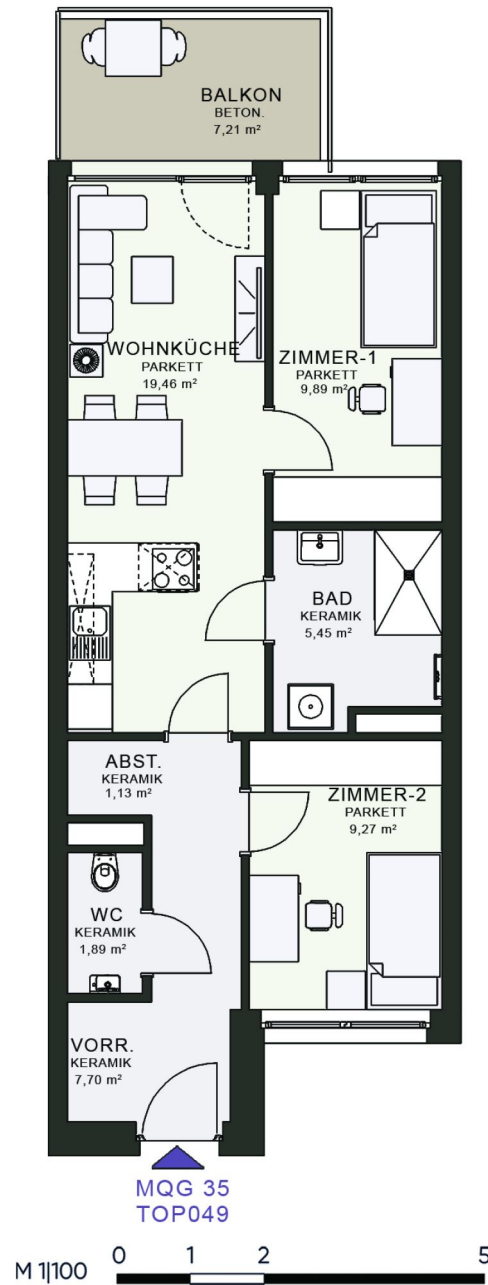 BALKON
BETON.
7,21 m²
WOHNKÜCHE
PARKETT
19,46 m²
ZIMMER-1
PARKETT
9,89 m²
BAD
KERAMIK
5,45 m²
ABST.
KERAMIK
1,13 m²
ZIMMER-2
PARKETT
9,27 m²
WC
KERAMIK
1,89 m²
VORR.
KERAMIK
7,70 m²
MQG 35
TOP049
M 1|100 0 1 2 5